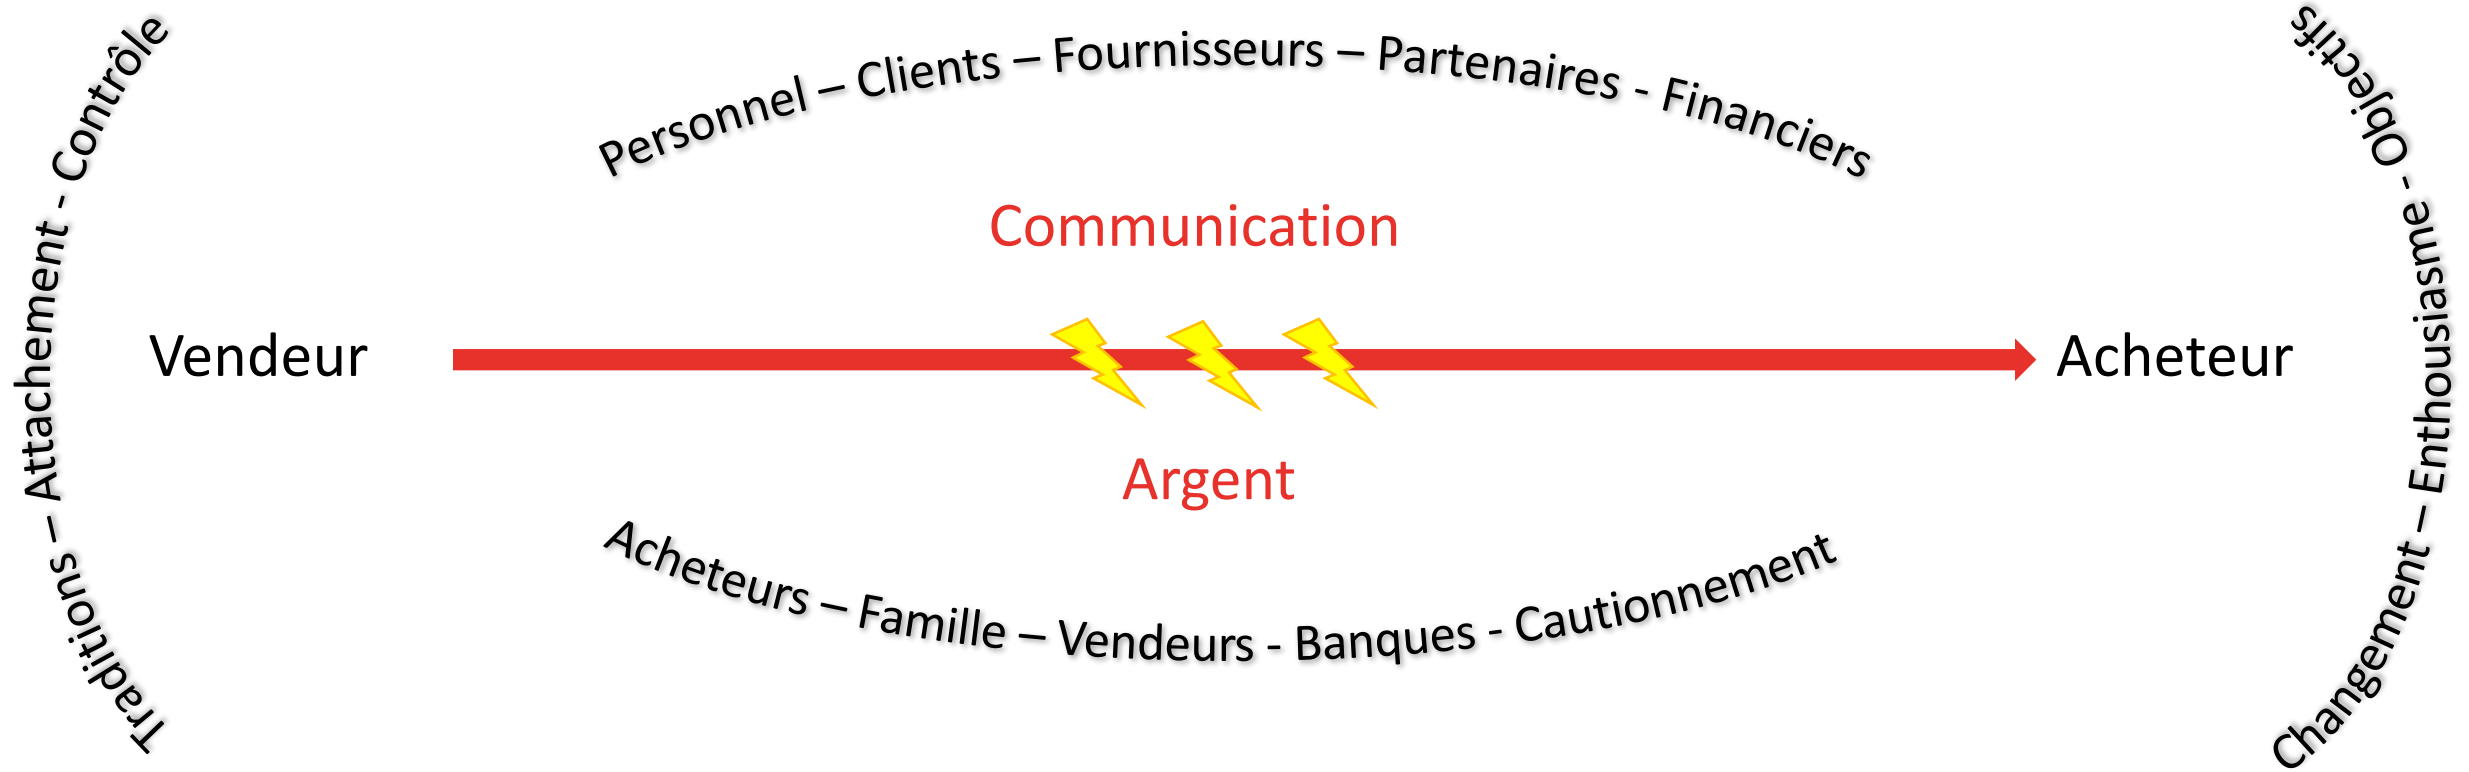 Traditions – Attachement - Contrôle
Personnel – Clients – Fournisseurs – Partenaires - Financiers
Communication
Vendeur
Acheteur
Argent
Acheteurs – Famille – Vendeurs - Banques - Cautionnement
Changement – Enthousiasme - Objectifs